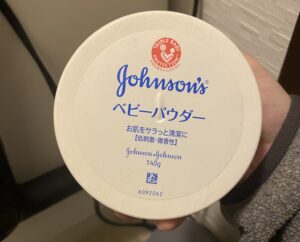 Johnson's
ベビーパウダー
お肌をサラっと清潔に
【低刺激・微香性】
Johnson & Johnson
140g
6092062